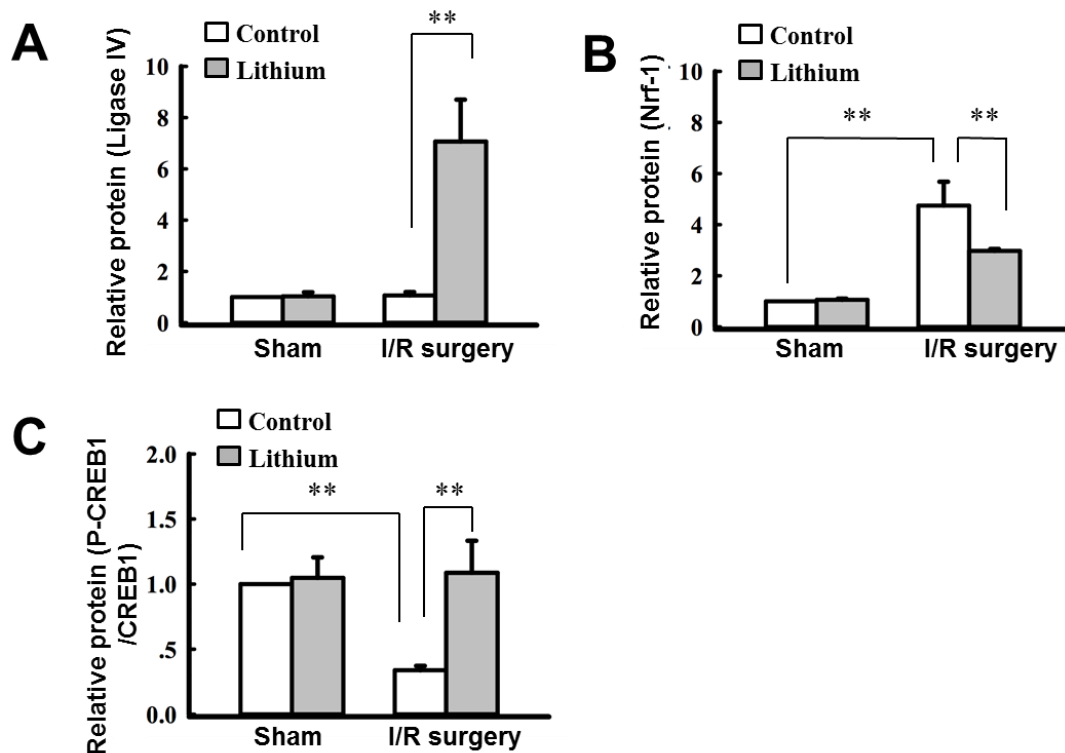 A
Control
Lithium
**
Relative protein (Ligase IV)
10
8
6
4
2
0
Sham
I/R surgery
B
Control
Lithium
**
**
Relative protein (Nrf-1)
10
8
6
4
2
0
Sham
I/R surgery
C
Control
Lithium
**
**
Relative protein (P-CREB1
/CREB1)
2.0
1.5
1.0
.5
0.0
Sham
I/R surgery